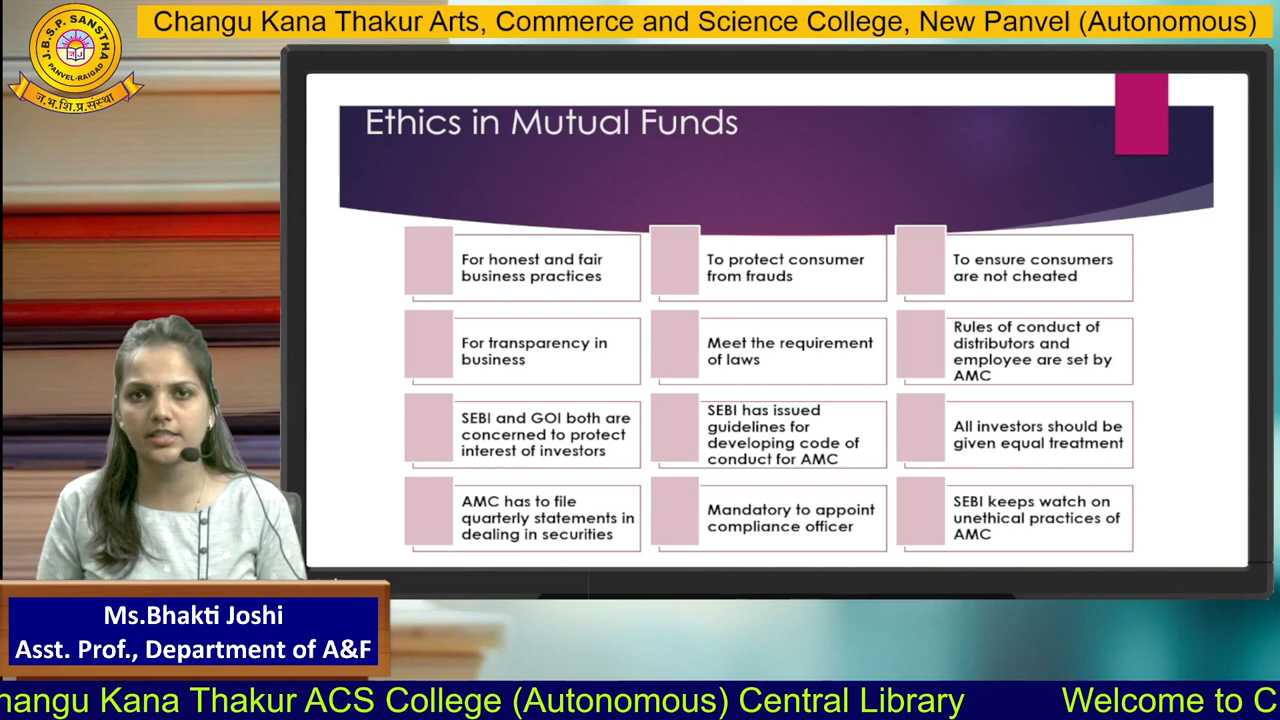 Changu Kana Thakur Arts, Commerce and Science College, New Panvel (Autonomous)
J.B.S.P. SANSTHA
PANVEL-RAIGAD
ज.भ.शि.प्र.संस्था
Ethics in Mutual Funds
For honest and fair
business practices
To protect consumer
from frauds
To ensure consumers
are not cheated
For transparency in
business
Meet the requirement
of laws
Rules of conduct of
distributors and
employee are set by
AMC
SEBI and GOI both are
concerned to protect
interest of investors
SEBI has issued
guidelines for
developing code of
conduct for AMC
All investors should be
given equal treatment
AMC has to file
quarterly statements in
dealing in securities
Mandatory to appoint
compliance officer
SEBI keeps watch on
unethical practices of
AMC
Ms.Bhakti Joshi
Asst. Prof., Department of A&F
hangu Kana Thakur ACS College (Autonomous) Central Library Welcome to C